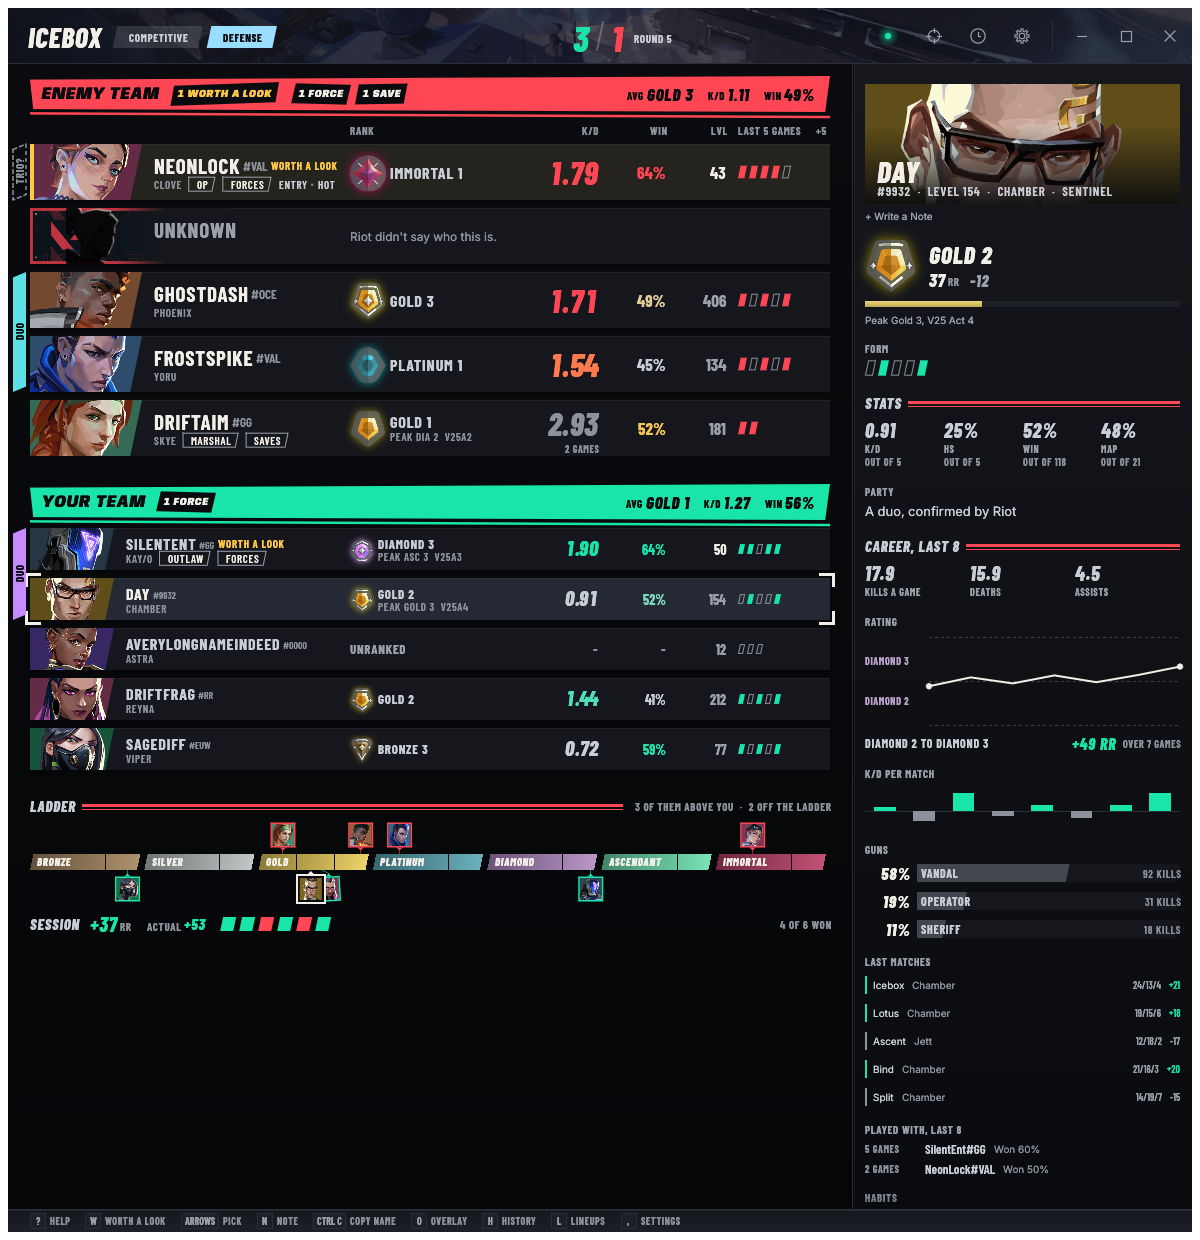 ICEBOX COMPETITIVE DEFENSE 3 / 1 ROUND 5
ENEMY TEAM 1 WORTH A LOOK 1 FORCE 1 SAVE AVG GOLD 3 K/D 1.11 WIN 49%
RANK K/D WIN LVL LAST 5 GAMES +5
TRIO?
NEONLOCK #VAL WORTH A LOOK IMMORTAL 1 1.79 64% 43
CLOVE OP FORCES ENTRY · HOT
UNKNOWN Riot didn't say who this is.
DUO
GHOSTDASH #OCE GOLD 3 1.71 49% 406
PHOENIX
FROSTSPIKE #VAL PLATINUM 1 1.54 45% 134
YORU
DRIFTAIM #GG GOLD 1 2.93 52% 181
SKYE MARSHAL SAVES PEAK DIA 2 V25A2 2 GAMES
YOUR TEAM 1 FORCE AVG GOLD 1 K/D 1.27 WIN 56%
DUO
SILENTENT #GG WORTH A LOOK DIAMOND 3 1.90 64% 50
KAY/O OUTLAW FORCES PEAK ASC 3 V25A3
DAY #9932 GOLD 2 0.91 52% 154
CHAMBER PEAK GOLD 3 V25A4
AVERYLONGNAMEINDEED #0000 UNRANKED - - 12
ASTRA
DRIFTFRAG #RR GOLD 2 1.44 41% 212
REYNA
SAGEDIFF #EUW BRONZE 3 0.72 59% 77
VIPER
LADDER 3 OF THEM ABOVE YOU · 2 OFF THE LADDER
BRONZE SILVER GOLD PLATINUM DIAMOND ASCENDANT IMMORTAL
SESSION +37 RR ACTUAL +53 4 OF 6 WON
DAY
#9932 · LEVEL 154 · CHAMBER · SENTINEL
+ Write a Note
GOLD 2
37 RR -12
Peak Gold 3, V25 Act 4
FORM
STATS
0.91 25% 52% 48%
K/D HS WIN MAP
OUT OF 5 OUT OF 5 OUT OF 118 OUT OF 21
PARTY
A duo, confirmed by Riot
CAREER, LAST 8
17.9 15.9 4.5
KILLS A GAME DEATHS ASSISTS
RATING
DIAMOND 3
DIAMOND 2
DIAMOND 2 TO DIAMOND 3 +49 RR OVER 7 GAMES
K/D PER MATCH
GUNS
58% VANDAL 92 KILLS
19% OPERATOR 31 KILLS
11% SHERIFF 18 KILLS
LAST MATCHES
Icebox Chamber 24/13/4 +21
Lotus Chamber 19/15/6 +18
Ascent Jett 12/18/2 -17
Bind Chamber 21/16/3 +20
Split Chamber 14/19/7 -15
PLAYED WITH, LAST 8
5 GAMES SilentEnt#GG Won 60%
2 GAMES NeonLock#VAL Won 50%
HABITS
? HELP W WORTH A LOOK ARROWS PICK N NOTE CTRL C COPY NAME O OVERLAY H HISTORY L LINEUPS , SETTINGS